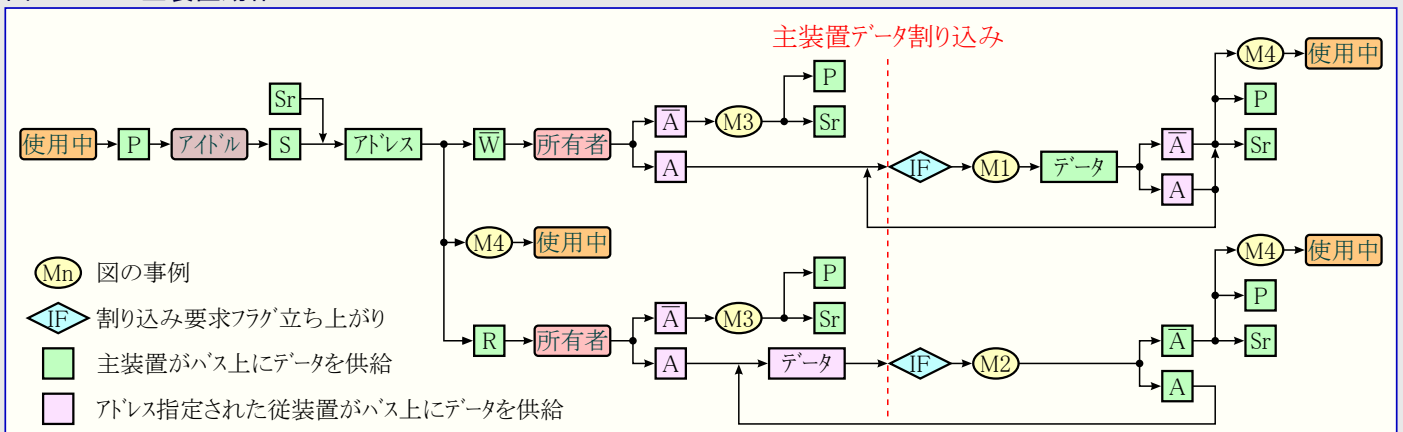 主装置データ割り込み
M4 使用中
P
P
Sr
Sr
A̅ M3
Sr
使用中 P アイドル S アドレス W̅ 所有者
A̅
A
IF M1 データ
A
M4 使用中
M4 使用中
Mn 図の事例
P
P
IF 割り込み要求フラグ立ち上がり
A̅ M3
Sr
R 所有者
A̅
Sr
主装置がバス上にデータを供給
A
データ IF M2
A
アドレス指定された従装置がバス上にデータを供給